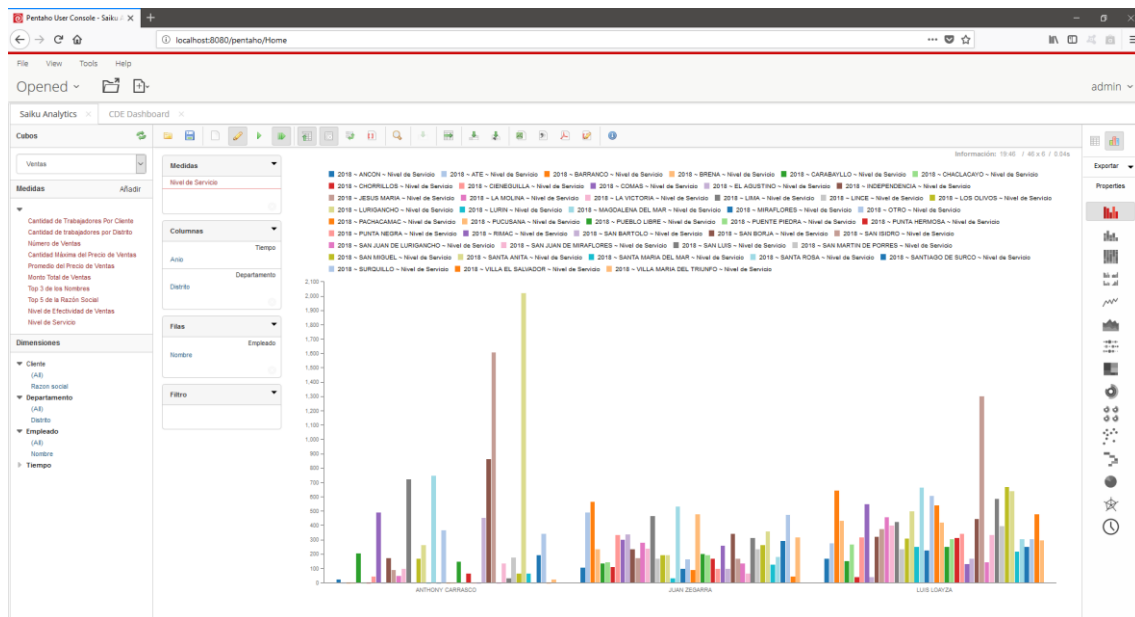 Pentaho User Console - Saiku A
localhost:8080/pentaho/Home
File View Tools Help
Opened
admin
Saiku Analytics CDE Dashboard
Cubos
Ventas
Medidas Añadir
Cantidad de Trabajadores Por Cliente
Cantidad de trabajadores por Distrito
Número de Ventas
Cantidad Máxima del Precio de Ventas
Promedio del Precio de Ventas
Monto Total de Ventas
Top 3 de los Nombres
Top 5 de la Razón Social
Nivel de Efectividad de Ventas
Nivel de Servicio
Dimensiones
Cliente
(All)
Razon social
Departamento
(All)
Distrito
Empleado
(All)
Nombre
Tiempo
Medidas
Nivel de Servicio
Columnas
Tiempo
Anio
Departamento
Distrito
Filas
Empleado
Nombre
Filtro
Información: 19:46 / 46 x 6 / 0.04s
2018 ~ ANCON ~ Nivel de Servicio 2018 ~ ATE ~ Nivel de Servicio 2018 ~ BARRANCO ~ Nivel de Servicio 2018 ~ BRENA ~ Nivel de Servicio 2018 ~ CARABAYLLO ~ Nivel de Servicio 2018 ~ CHACLACAYO ~ Nivel de Servicio
2018 ~ CHORRILLOS ~ Nivel de Servicio 2018 ~ CIENEGUILLA ~ Nivel de Servicio 2018 ~ COMAS ~ Nivel de Servicio 2018 ~ EL AGUSTINO ~ Nivel de Servicio 2018 ~ INDEPENDENCIA ~ Nivel de Servicio
2018 ~ JESUS MARIA ~ Nivel de Servicio 2018 ~ LA MOLINA ~ Nivel de Servicio 2018 ~ LA VICTORIA ~ Nivel de Servicio 2018 ~ LIMA ~ Nivel de Servicio 2018 ~ LINCE ~ Nivel de Servicio 2018 ~ LOS OLIVOS ~ Nivel de Servicio
2018 ~ LURIGANCHO ~ Nivel de Servicio 2018 ~ LURIN ~ Nivel de Servicio 2018 ~ MAGDALENA DEL MAR ~ Nivel de Servicio 2018 ~ MIRAFLORES ~ Nivel de Servicio 2018 ~ OTRO ~ Nivel de Servicio
2018 ~ PACHACAMAC ~ Nivel de Servicio 2018 ~ PUCUSANA ~ Nivel de Servicio 2018 ~ PUEBLO LIBRE ~ Nivel de Servicio 2018 ~ PUENTE PIEDRA ~ Nivel de Servicio 2018 ~ PUNTA HERMOSA ~ Nivel de Servicio
2018 ~ PUNTA NEGRA ~ Nivel de Servicio 2018 ~ RIMAC ~ Nivel de Servicio 2018 ~ SAN BARTOLO ~ Nivel de Servicio 2018 ~ SAN BORJA ~ Nivel de Servicio 2018 ~ SAN ISIDRO ~ Nivel de Servicio
2018 ~ SAN JUAN DE LURIGANCHO ~ Nivel de Servicio 2018 ~ SAN JUAN DE MIRAFLORES ~ Nivel de Servicio 2018 ~ SAN LUIS ~ Nivel de Servicio 2018 ~ SAN MARTIN DE PORRES ~ Nivel de Servicio
2018 ~ SAN MIGUEL ~ Nivel de Servicio 2018 ~ SANTA ANITA ~ Nivel de Servicio 2018 ~ SANTA MARIA DEL MAR ~ Nivel de Servicio 2018 ~ SANTA ROSA ~ Nivel de Servicio 2018 ~ SANTIAGO DE SURCO ~ Nivel de Servicio
2018 ~ SURQUILLO ~ Nivel de Servicio 2018 ~ VILLA EL SALVADOR ~ Nivel de Servicio 2018 ~ VILLA MARIA DEL TRIUNFO ~ Nivel de Servicio
2,100
2,000
1,900
1,800
1,700
1,600
1,500
1,400
1,300
1,200
1,100
1,000
900
800
700
600
500
400
300
200
100
0
ANTHONY CARRASCO JUAN ZEGARRA LUIS LOAYZA
Exportar
Properties